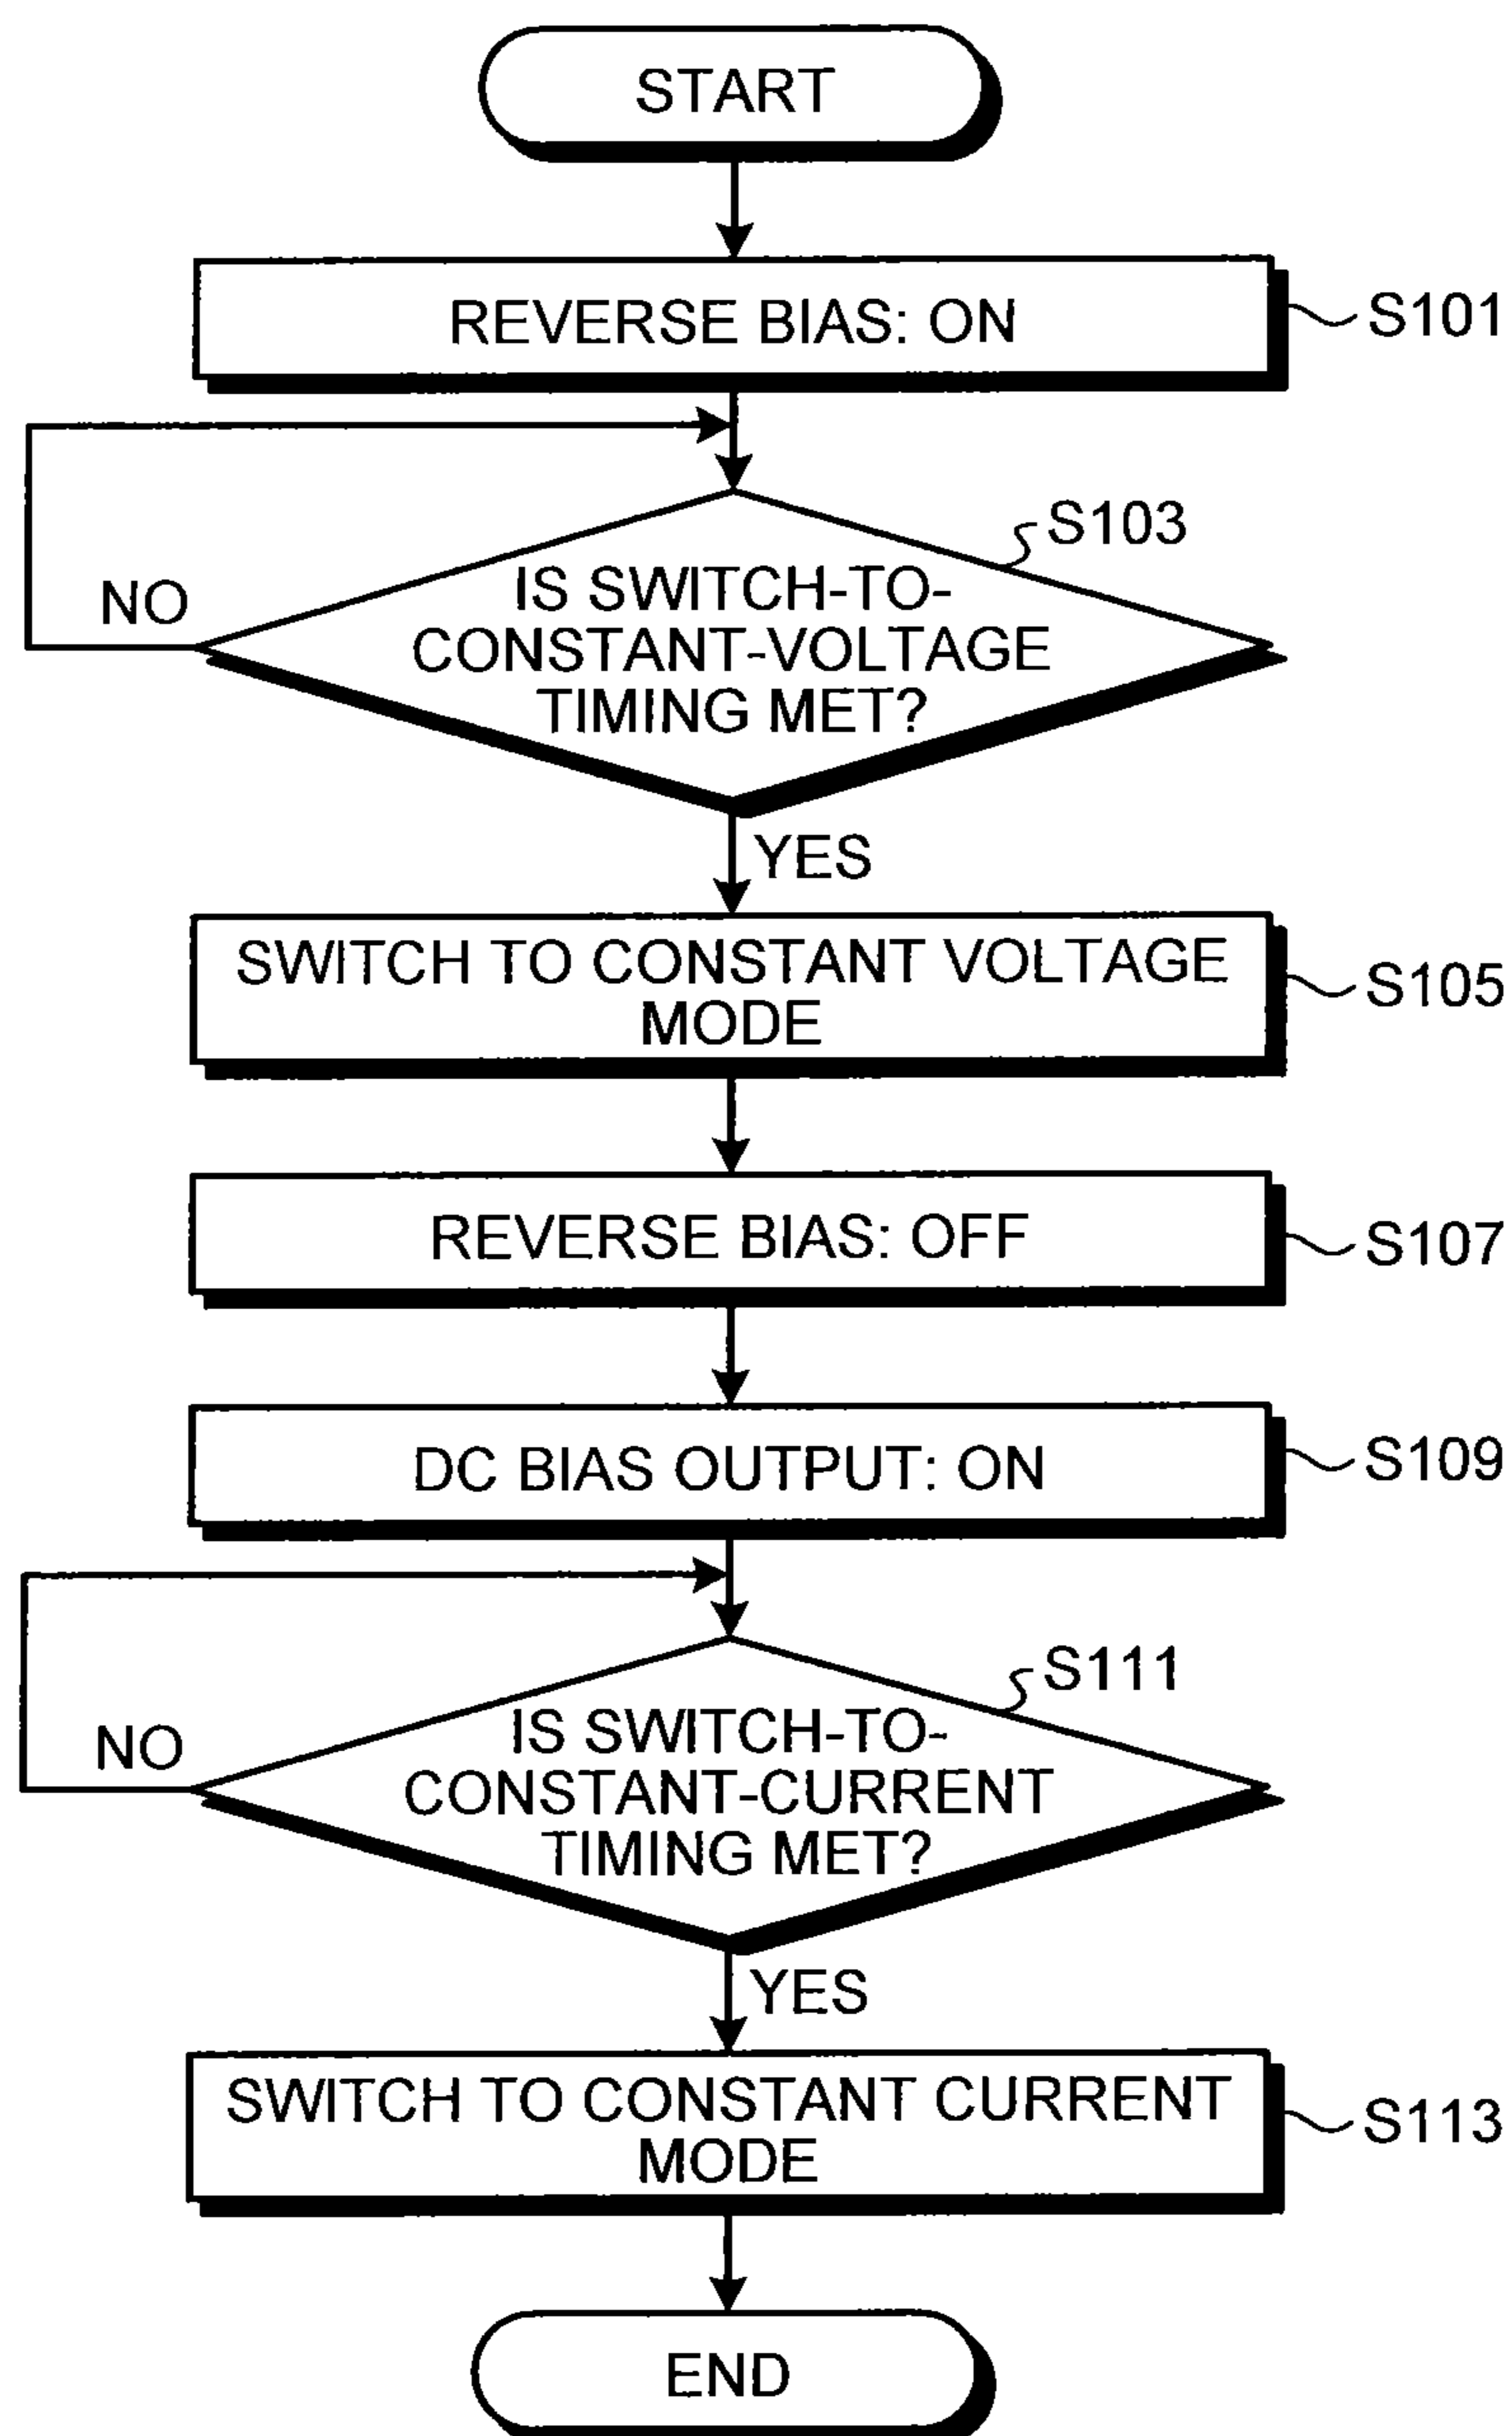 START
REVERSE BIAS: ON
S101
S103
IS SWITCH-TO-
CONSTANT-VOLTAGE
TIMING MET?
NO
YES
SWITCH TO CONSTANT VOLTAGE
MODE
S105
REVERSE BIAS: OFF
S107
DC BIAS OUTPUT: ON
S109
S111
IS SWITCH-TO-
CONSTANT-CURRENT
TIMING MET?
NO
YES
SWITCH TO CONSTANT CURRENT
MODE
S113
END